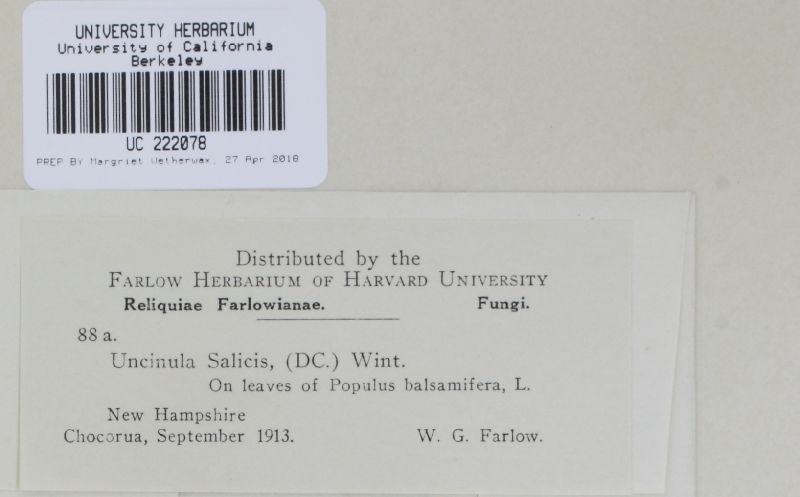 UNIVERSITY HERBARIUM
University of California
Berkeley
UC 222078
PREP BY Margriet Wetherwax, 27 Apr 2018
Distributed by the
FARLOW HERBARIUM OF HARVARD UNIVERSITY
Reliquiae Farlowianae. Fungi.
88 a.
Uncinula Salicis, (DC.) Wint.
On leaves of Populus balsamifera, L.
New Hampshire
Chocorua, September 1913. W. G. Farlow.